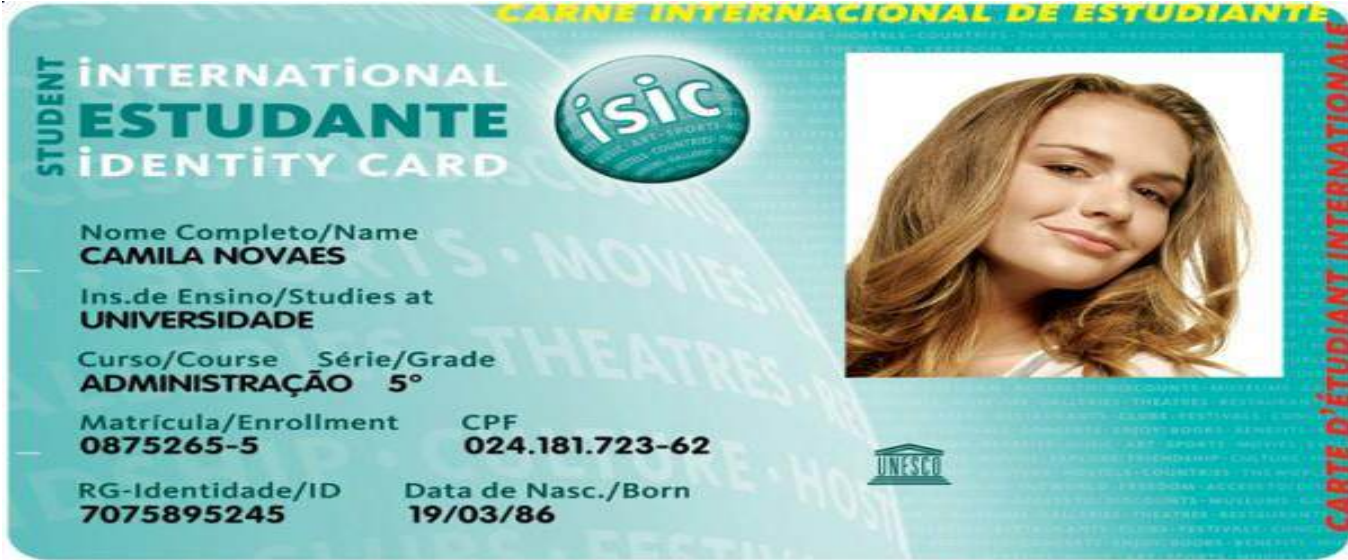 CARNE INTERNACIONAL DE ESTUDIANTE
STUDENT
iNTERNATiONAL
ESTUDANTE
iDENTiTY CARD
isic
Nome Completo/Name
CAMILA NOVAES
Ins.de Ensino/Studies at
UNIVERSIDADE
Curso/Course Série/Grade
ADMINISTRAÇÃO 5°
Matrícula/Enrollment CPF
0875265-5 024.181.723-62
RG-Identidade/ID Data de Nasc./Born
7075895245 19/03/86
UNESCO
CARTE D'ÉTUDIANT INTERNATIONALE
MOVIES
THEATRES